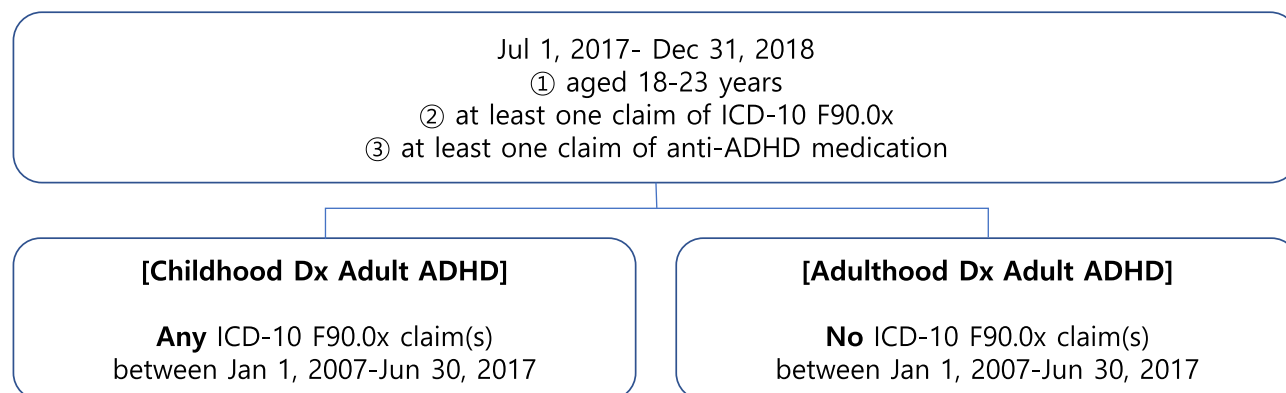 Jul 1, 2017- Dec 31, 2018
① aged 18-23 years
② at least one claim of ICD-10 F90.0x
③ at least one claim of anti-ADHD medication
[Childhood Dx Adult ADHD]
Any ICD-10 F90.0x claim(s)
between Jan 1, 2007-Jun 30, 2017
[Adulthood Dx Adult ADHD]
No ICD-10 F90.0x claim(s)
between Jan 1, 2007-Jun 30, 2017